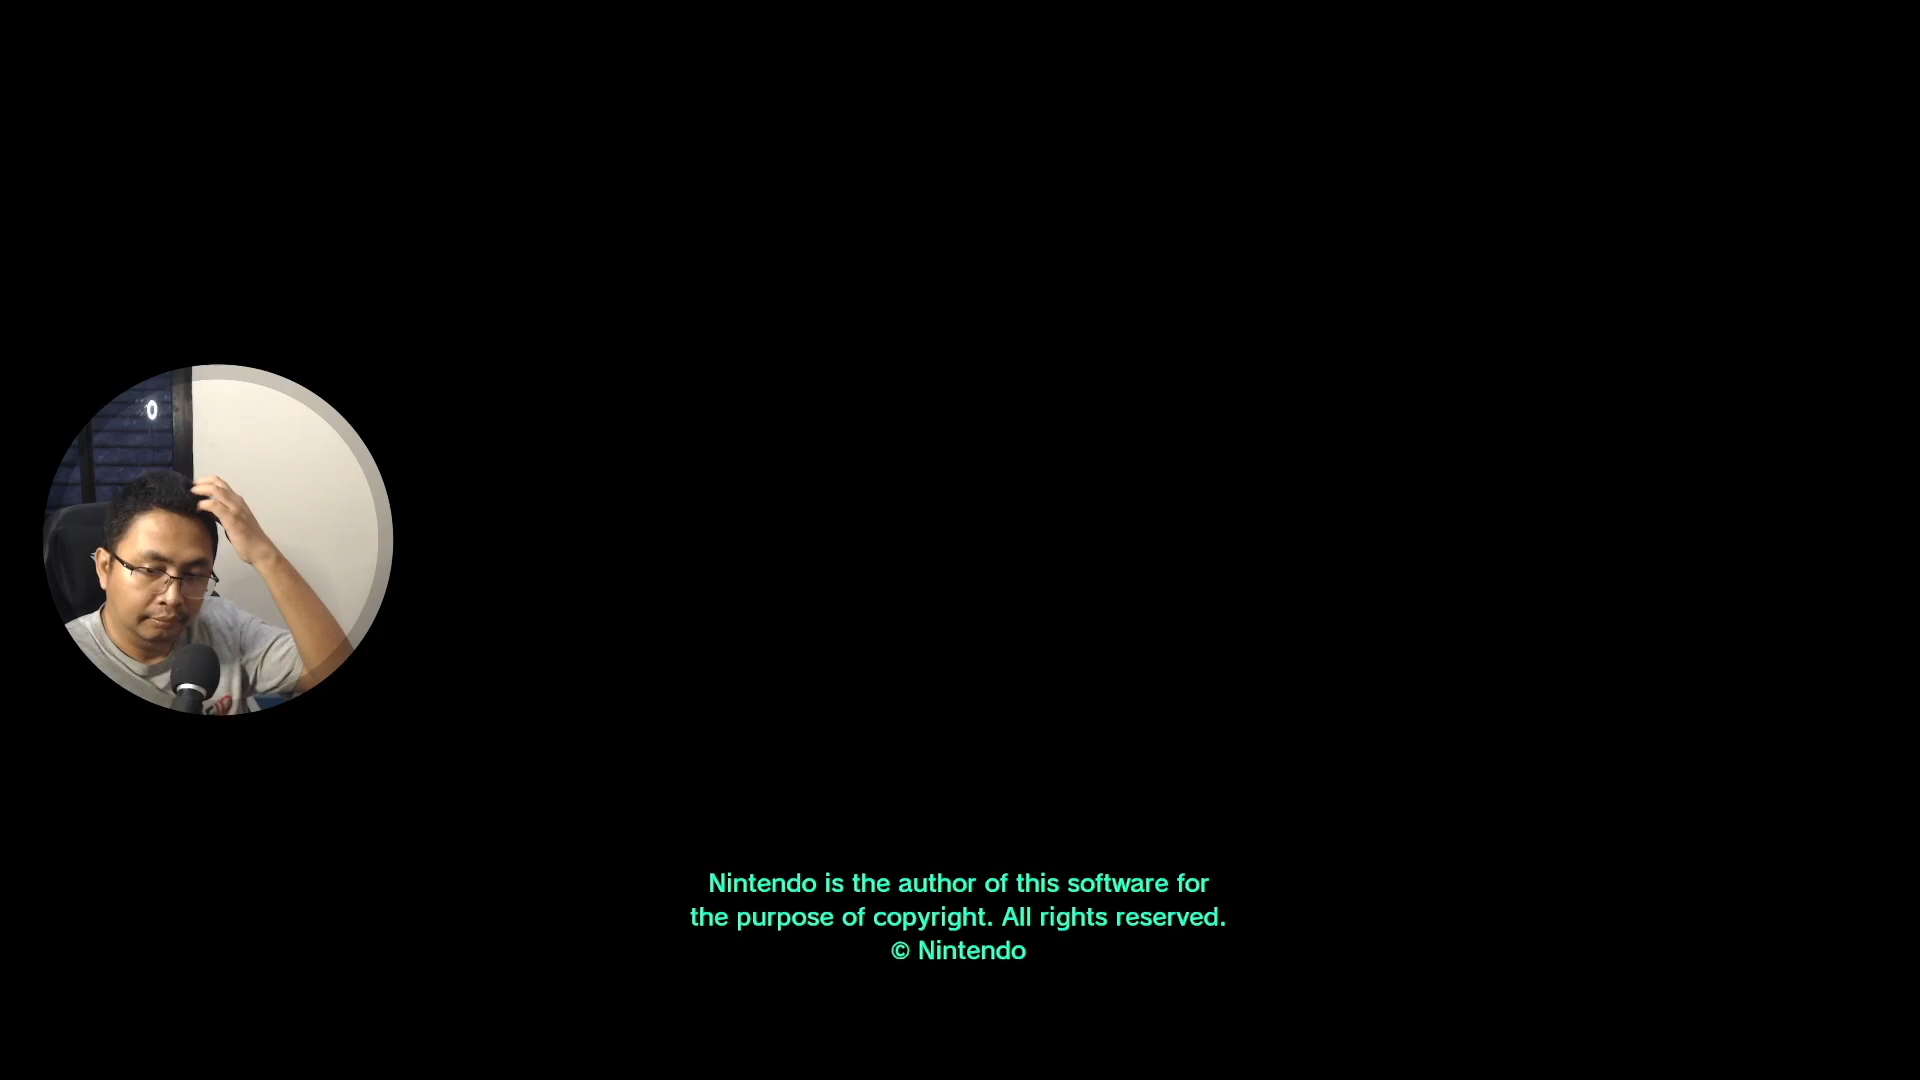 Nintendo is the author of this software for
the purpose of copyright. All rights reserved.
© Nintendo